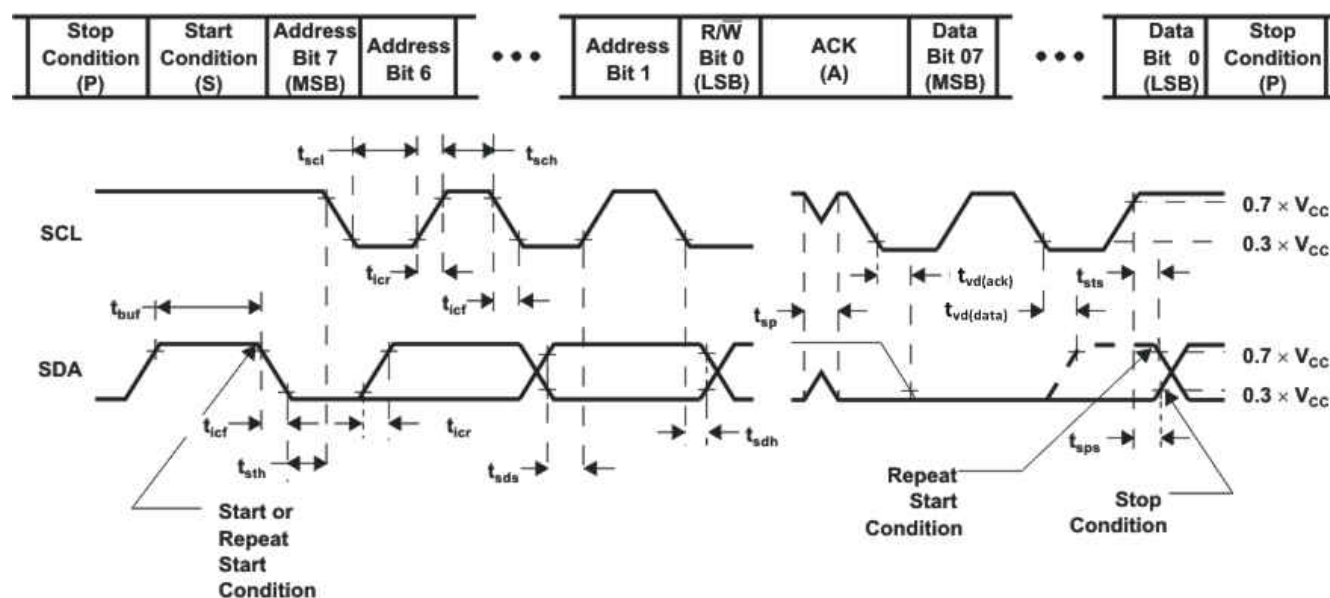 Stop
Condition
(P)
Start
Condition
(S)
Address
Bit 7
(MSB)
Address
Bit 6
•••
Address
Bit 1
R/W̅
Bit 0
(LSB)
ACK
(A)
Data
Bit 07
(MSB)
•••
Data
Bit 0
(LSB)
Stop
Condition
(P)
tscl
tsch
SCL
0.7 × VCC
0.3 × VCC
ticr
tvd(ack)
tsts
tbuf
ticf
tsp
tvd(data)
SDA
0.7 × VCC
0.3 × VCC
ticf
ticr
tsdh
tsps
tsth
tsds
Start or
Repeat
Start
Condition
Repeat
Start
Condition
Stop
Condition